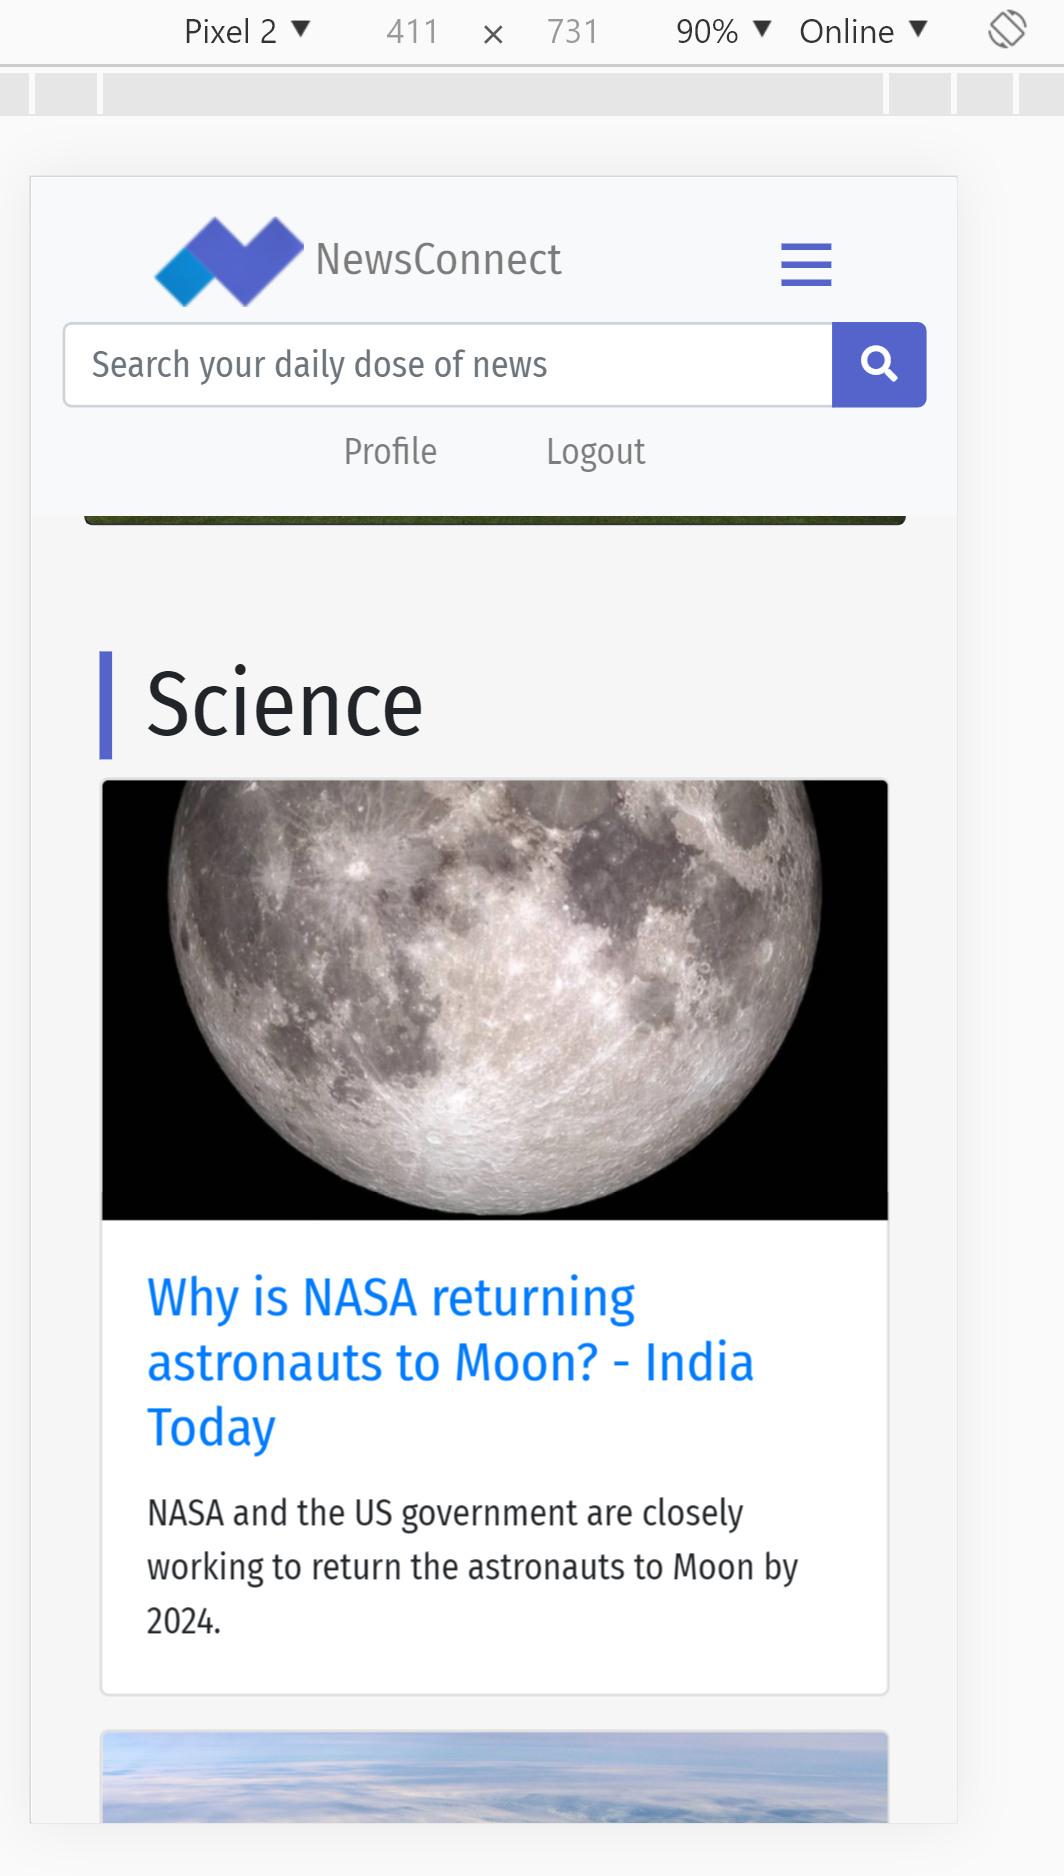 Pixel 2 ▼ 411 × 731 90% ▼ Online ▼
NewsConnect
Search your daily dose of news
Profile Logout
Science
Why is NASA returning
astronauts to Moon? - India
Today
NASA and the US government are closely
working to return the astronauts to Moon by
2024.